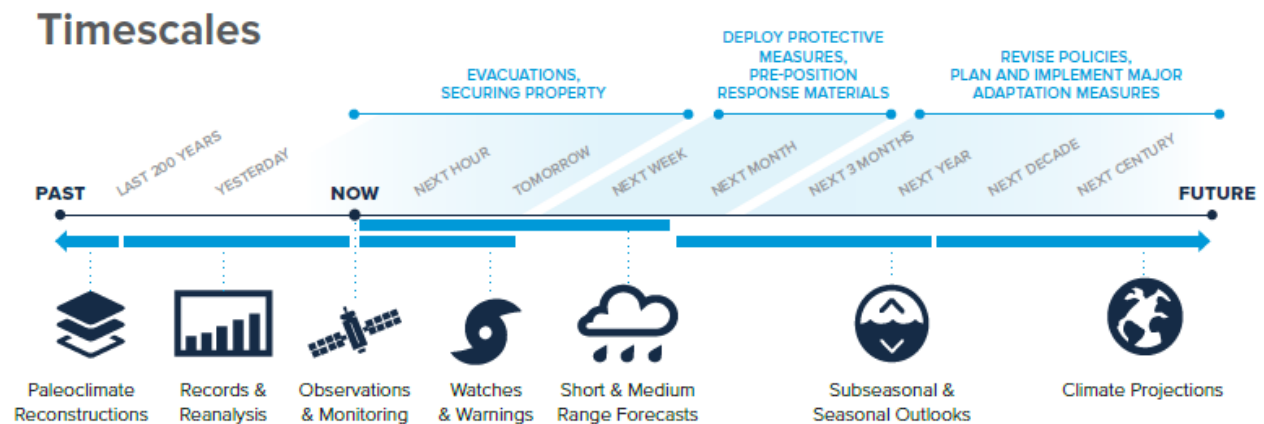 Timescales
EVACUATIONS,
SECURING PROPERTY
DEPLOY PROTECTIVE
MEASURES,
PRE-POSITION
RESPONSE MATERIALS
REVISE POLICIES,
PLAN AND IMPLEMENT MAJOR
ADAPTATION MEASURES
PAST
LAST 200 YEARS
YESTERDAY
NOW
NEXT HOUR
TOMORROW
NEXT WEEK
NEXT MONTH
NEXT 3 MONTHS
NEXT YEAR
NEXT DECADE
NEXT CENTURY
FUTURE
Paleoclimate
Reconstructions
Records &
Reanalysis
Observations
& Monitoring
Watches
& Warnings
Short & Medium
Range Forecasts
Subseasonal &
Seasonal Outlooks
Climate Projections